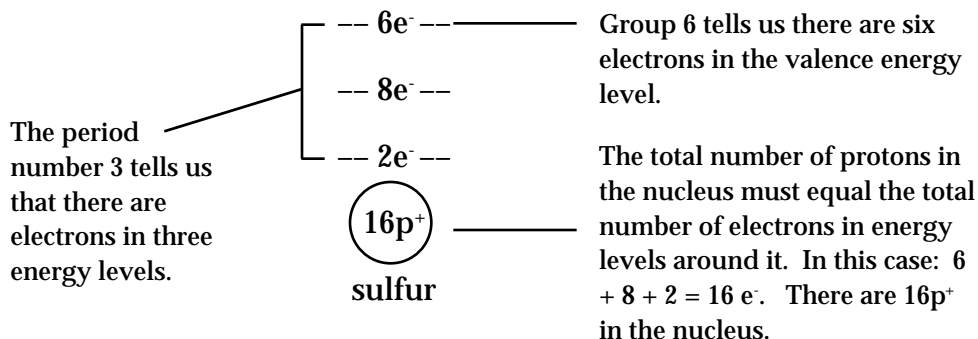 -- 6e- --
-- 8e- --
-- 2e- --
16p+
sulfur
The period
number 3 tells us
that there are
electrons in three
energy levels.
Group 6 tells us there are six
electrons in the valence energy
level.
The total number of protons in
the nucleus must equal the total
number of electrons in energy
levels around it. In this case: 6
+ 8 + 2 = 16 e-. There are 16p+
in the nucleus.